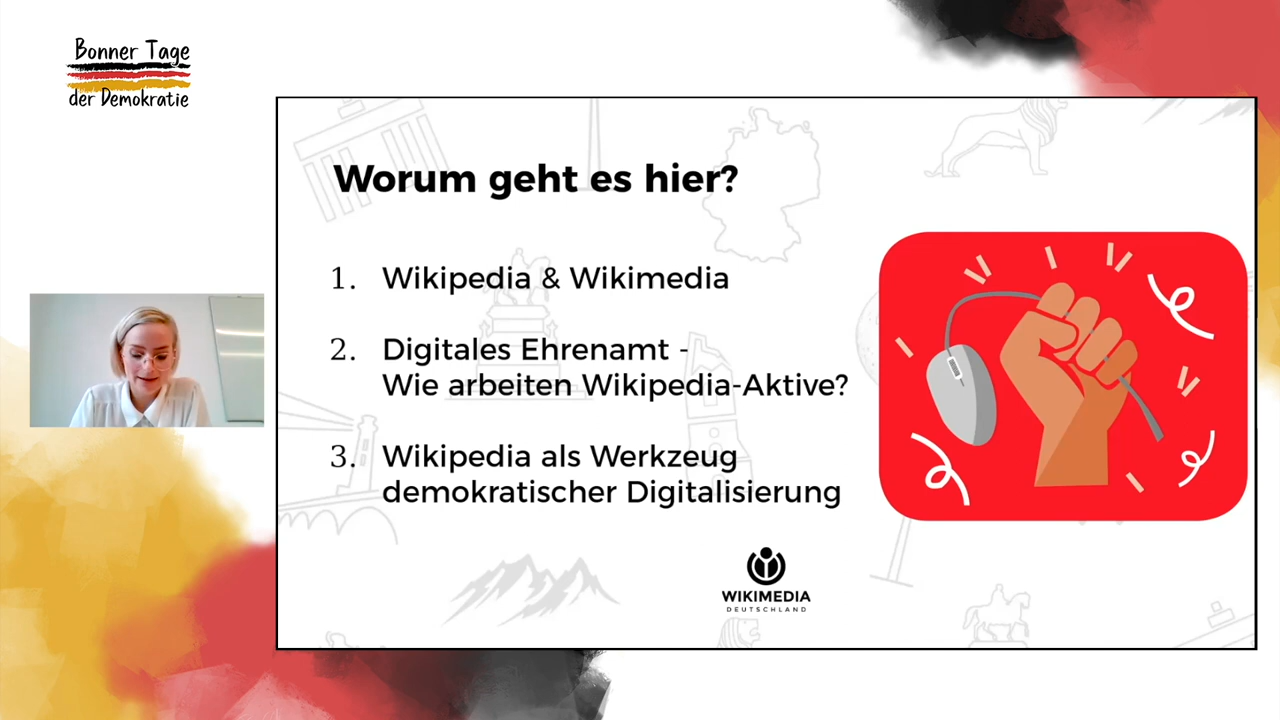 Bonner Tage
der Demokratie
Worum geht es hier?
1. Wikipedia & Wikimedia
2. Digitales Ehrenamt -
Wie arbeiten Wikipedia-Aktive?
3. Wikipedia als Werkzeug
demokratischer Digitalisierung
WIKIMEDIA
DEUTSCHLAND